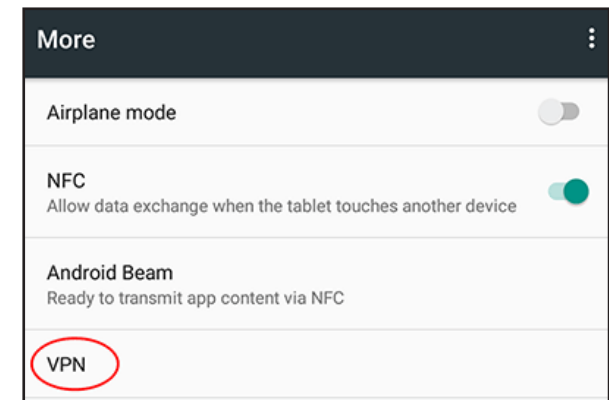 More
Airplane mode
NFC
Allow data exchange when the tablet touches another device
Android Beam
Ready to transmit app content via NFC
VPN